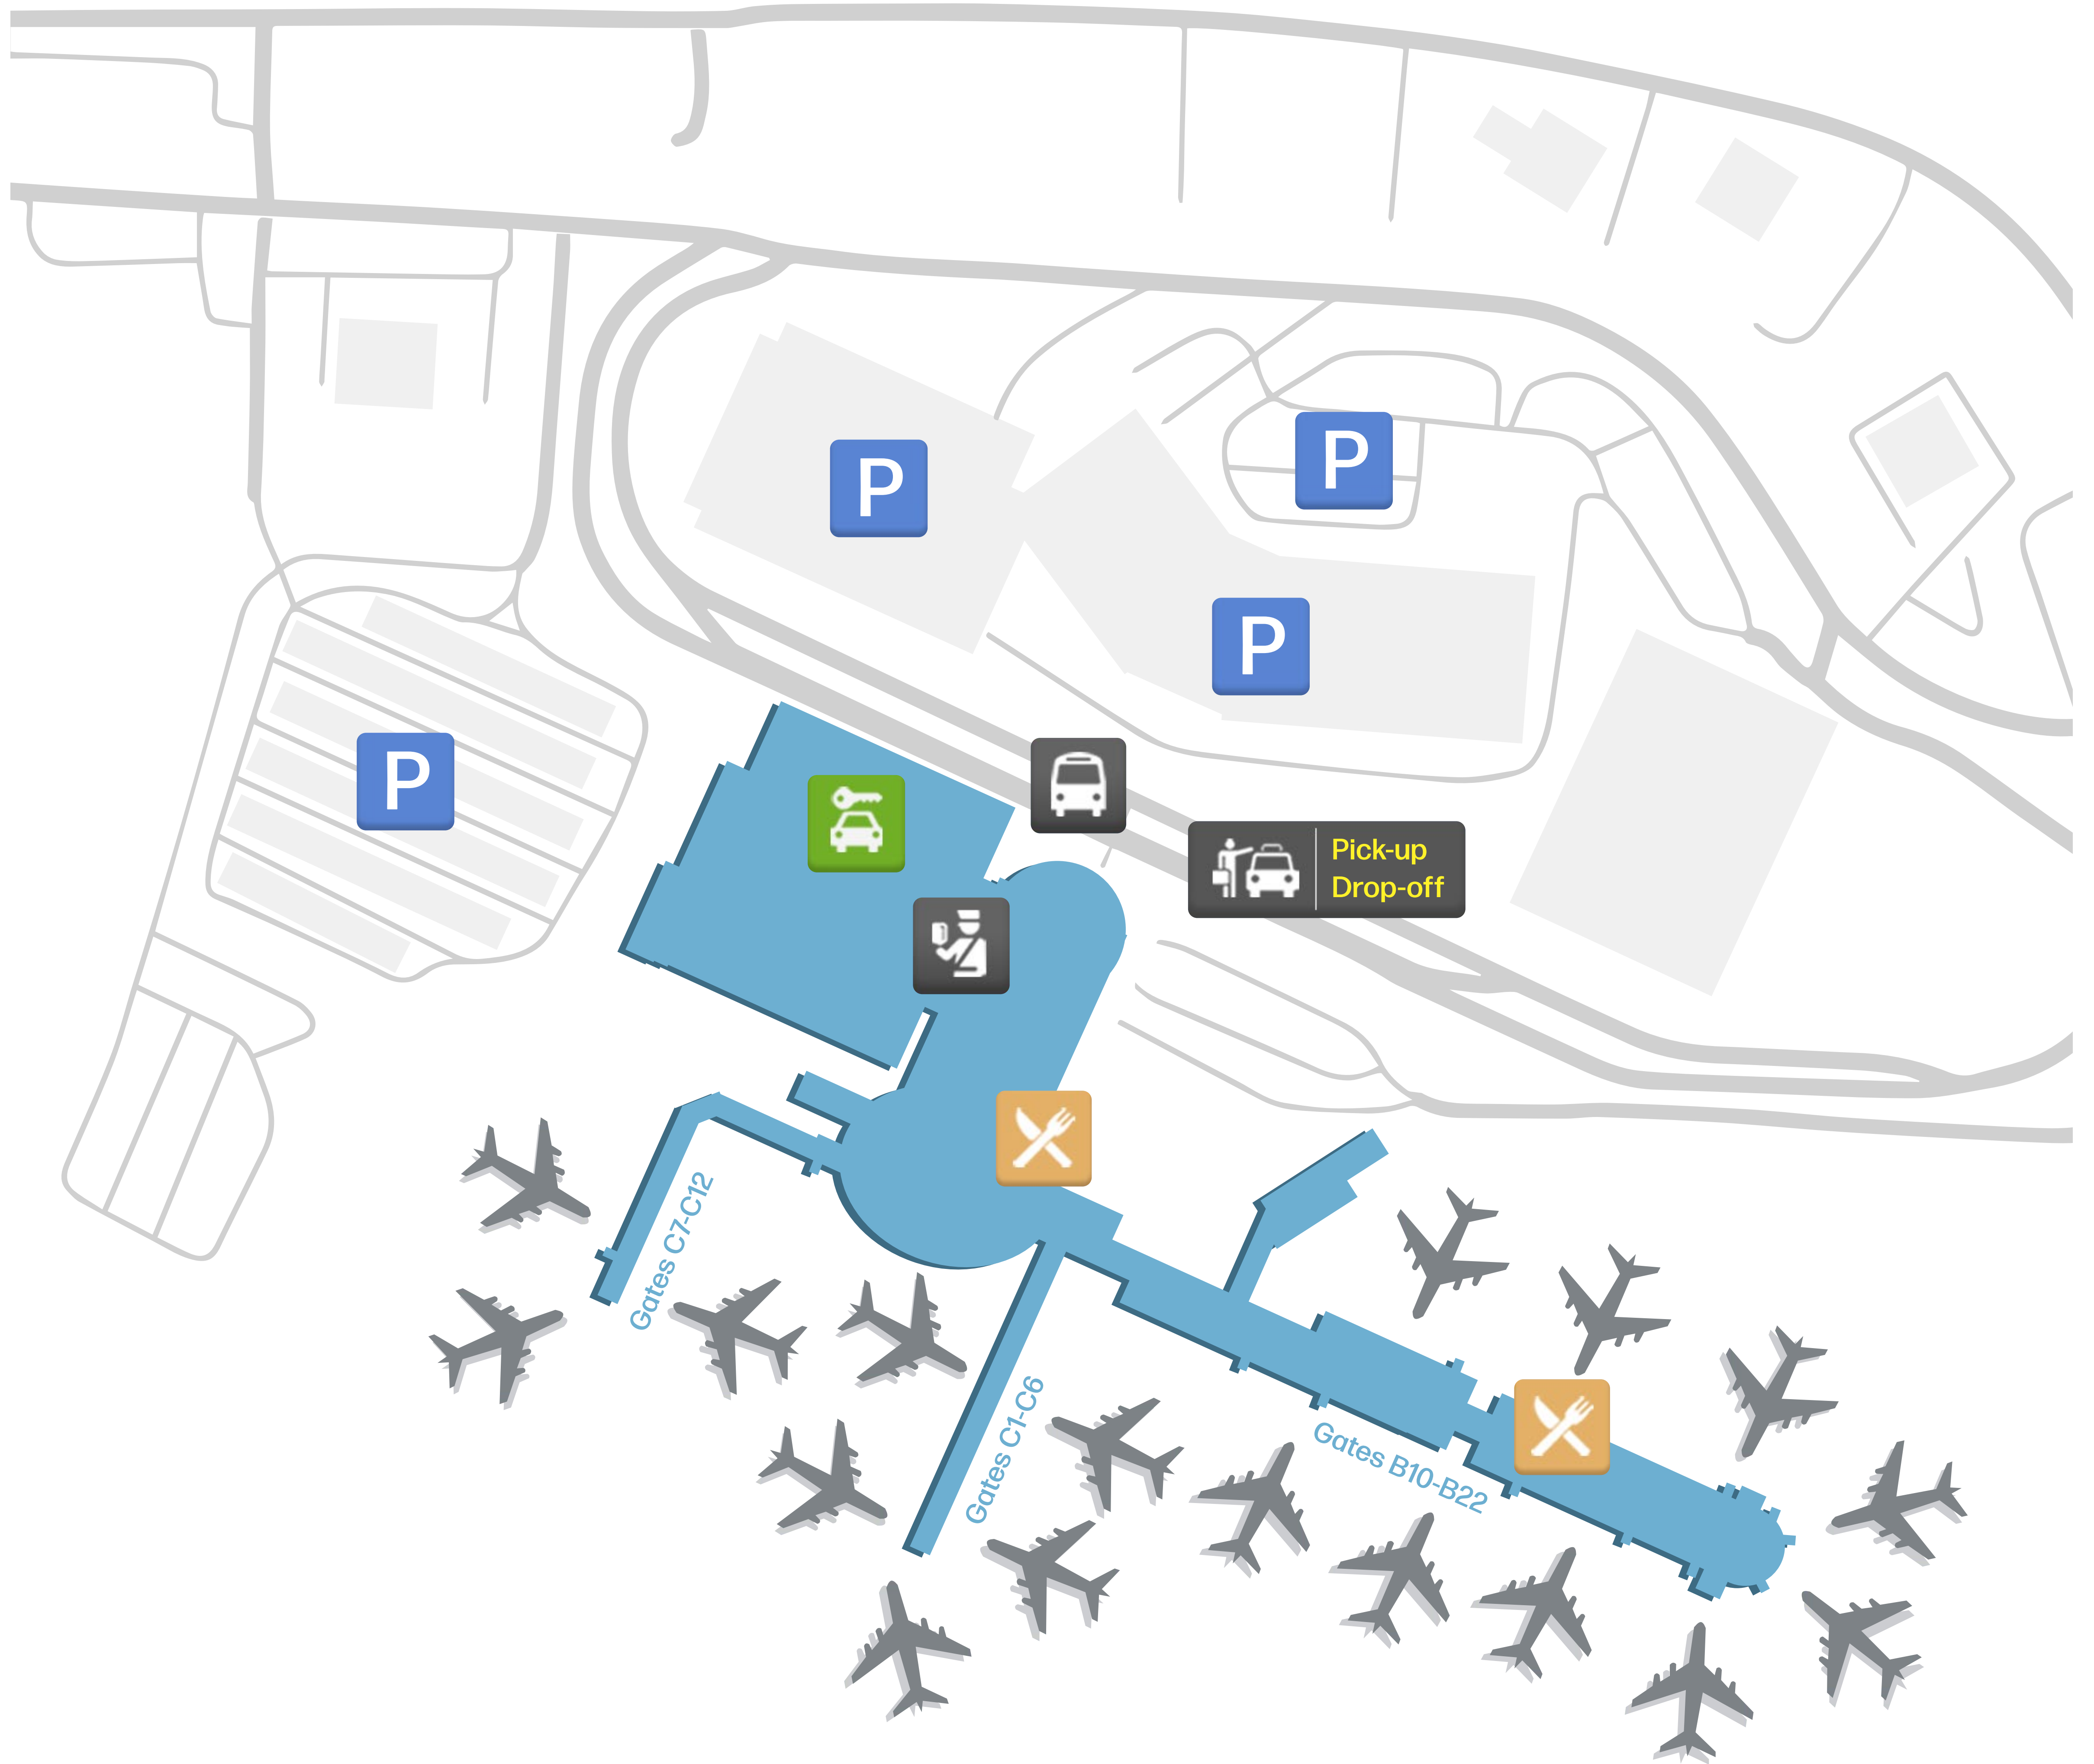 P
P
P
P
Pick-up
Drop-off
Gates C7-C12
Gates C1-C6
Gates B10-B22